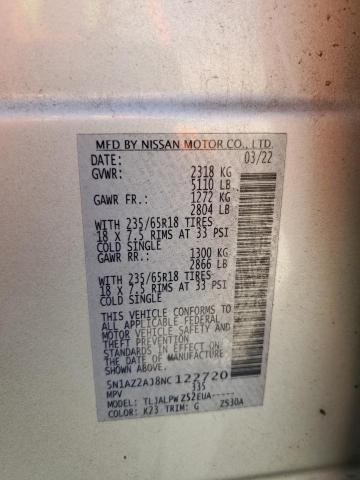 MFD BY NISSAN MOTOR CO., LTD.
DATE: 03/22
GVWR: 2318 KG
5110 LB
GAWR FR.: 1272 KG
2804 LB
WITH 235/65R18 TIRES
18 X 7.5 RIMS AT 33 PSI
COLD SINGLE
GAWR RR.: 1300 KG
2866 LB
WITH 235/65R18 TIRES
18 X 7.5 RIMS AT 33 PSI
COLD SINGLE
THIS VEHICLE CONFORMS TO
ALL APPLICABLE FEDERAL
MOTOR VEHICLE SAFETY AND
THEFT PREVENTION
STANDARDS IN EFFECT ON
THE DATE OF MANUFACTURE
SHOWN ABOVE.
5N1AZ2AJ8NC122720
MPV 335
MODEL: TLJALPW Z52EUA-----
COLOR: K23 TRIM: G Z530A